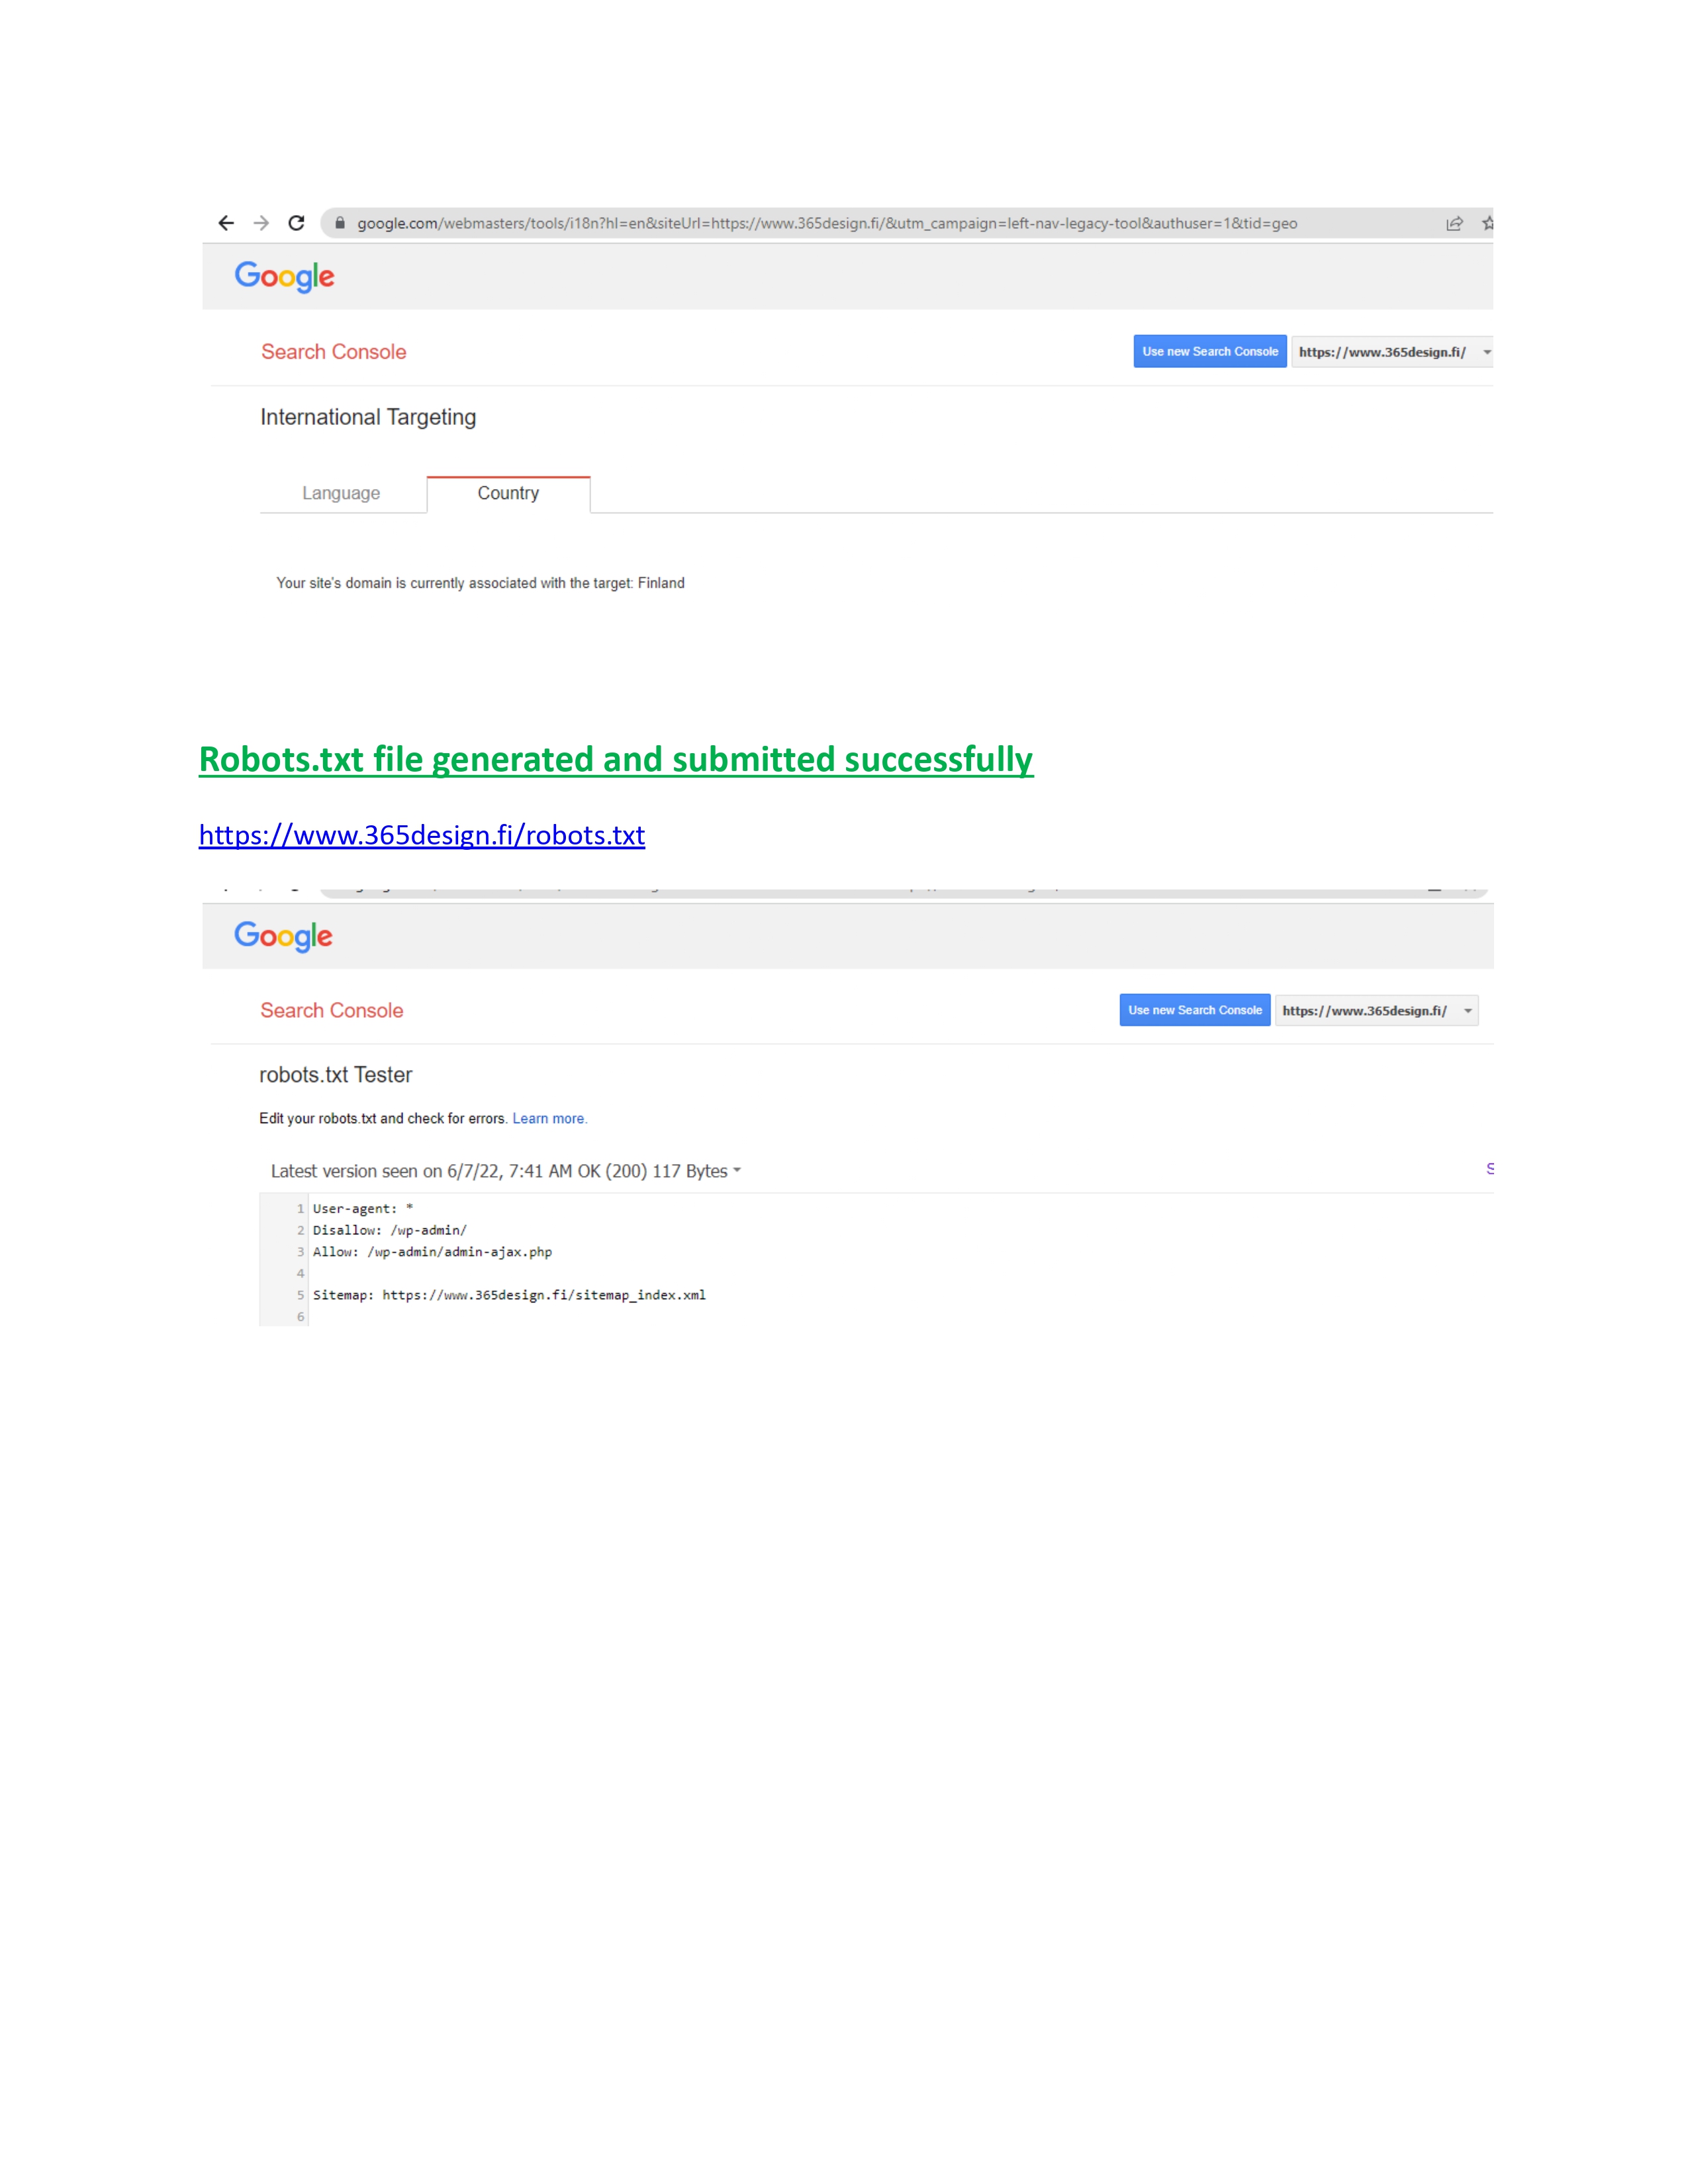 google.com/webmasters/tools/i18n?hl=en&siteUrl=https://www.365design.fi/&utm_campaign=left-nav-legacy-tool&authuser=1&tid=geo
Google
Search Console
Use new Search Console
https://www.365design.fi/
International Targeting
Language
Country
Your site's domain is currently associated with the target: Finland
Robots.txt file generated and submitted successfully
https://www.365design.fi/robots.txt
Google
Search Console
Use new Search Console
https://www.365design.fi/
robots.txt Tester
Edit your robots.txt and check for errors. Learn more.
Latest version seen on 6/7/22, 7:41 AM OK (200) 117 Bytes
1 User-agent: *
2 Disallow: /wp-admin/
3 Allow: /wp-admin/admin-ajax.php
4
5 Sitemap: https://www.365design.fi/sitemap_index.xml
6